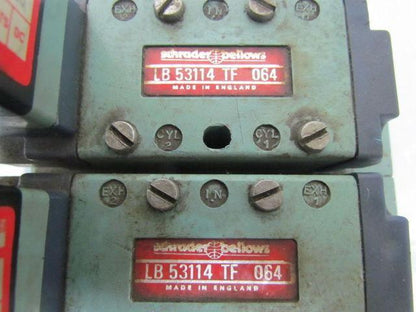 EXH IN EXH
schrader bellows
LB 53114 TF 064
MADE IN ENGLAND
CYL 2 CYL 1
EXH 2 IN EXH 1
schrader bellows
LB 53114 TF 064
MADE IN ENGLAND